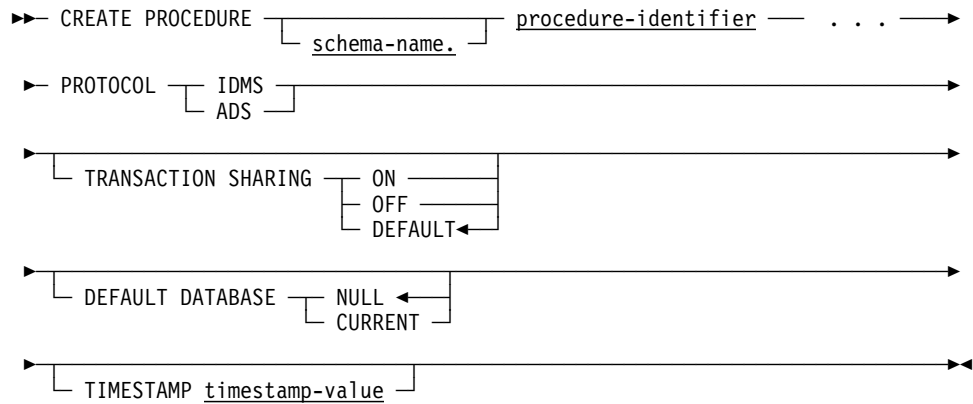 CREATE PROCEDURE procedure-identifier . . .
schema-name.
PROTOCOL IDMS
ADS
TRANSACTION SHARING ON
OFF
DEFAULT
DEFAULT DATABASE NULL
CURRENT
TIMESTAMP timestamp-value